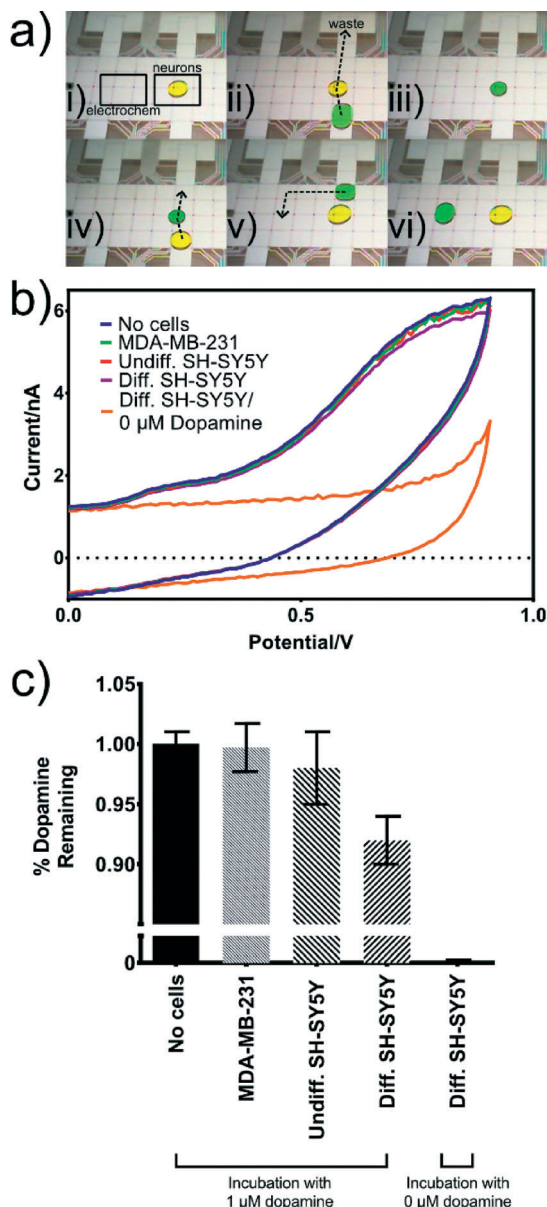 a)
i)
neurons
electrochem
waste
ii)
iii)
iv)
v)
vi)
b)
6
4
2
0
Current/nA
No cells
MDA-MB-231
Undiff. SH-SY5Y
Diff. SH-SY5Y
Diff. SH-SY5Y/
0 µM Dopamine
0.0
0.5
1.0
Potential/V
c)
1.05
1.00
0.95
0.90
0
% Dopamine
Remaining
No cells
MDA-MB-231
Undiff. SH-SY5Y
Diff. SH-SY5Y
Diff. SH-SY5Y
Incubation with
1 µM dopamine
Incubation with
0 µM dopamine